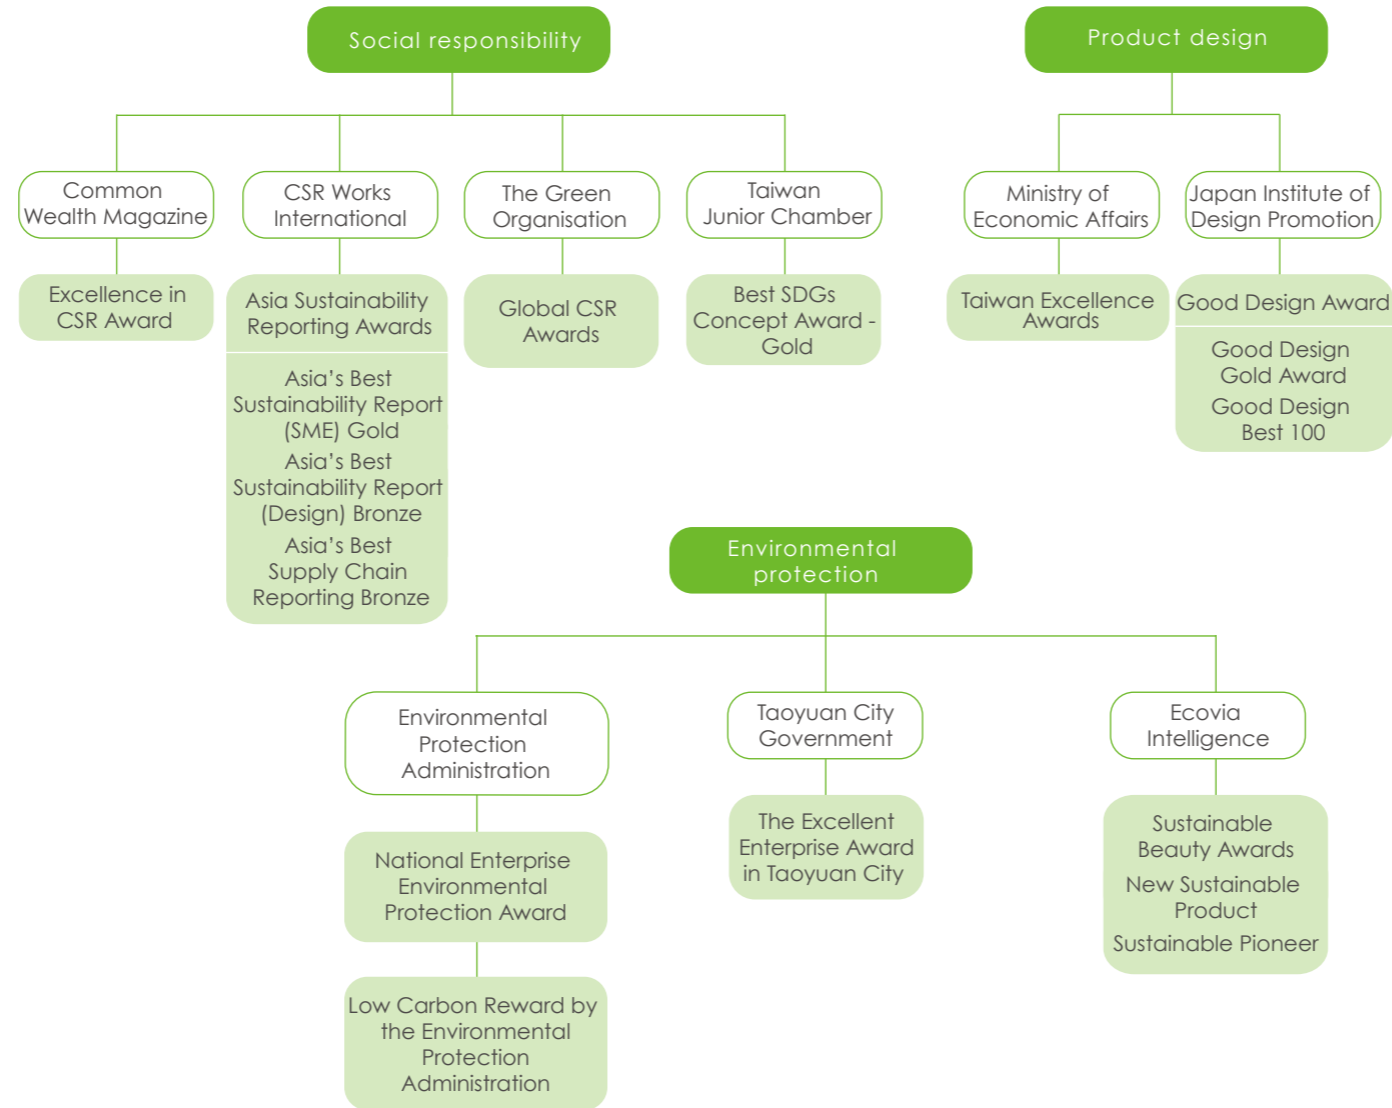 Social responsibility
Common
Wealth Magazine
Excellence in
CSR Award
CSR Works
International
Asia Sustainability
Reporting Awards
Asia’s Best
Sustainability Report
(SME) Gold
Asia’s Best
Sustainability Report
(Design) Bronze
Asia’s Best
Supply Chain
Reporting Bronze
The Green
Organisation
Global CSR
Awards
Taiwan
Junior Chamber
Best SDGs
Concept Award -
Gold
Product design
Ministry of
Economic Affairs
Taiwan Excellence
Awards
Japan Institute of
Design Promotion
Good Design Award
Good Design
Gold Award
Good Design
Best 100
Environmental
protection
Environmental
Protection
Administration
National Enterprise
Environmental
Protection Award
Low Carbon Reward by
the Environmental
Protection
Administration
Taoyuan City
Government
The Excellent
Enterprise Award
in Taoyuan City
Ecovia
Intelligence
Sustainable
Beauty Awards
New Sustainable
Product
Sustainable Pioneer